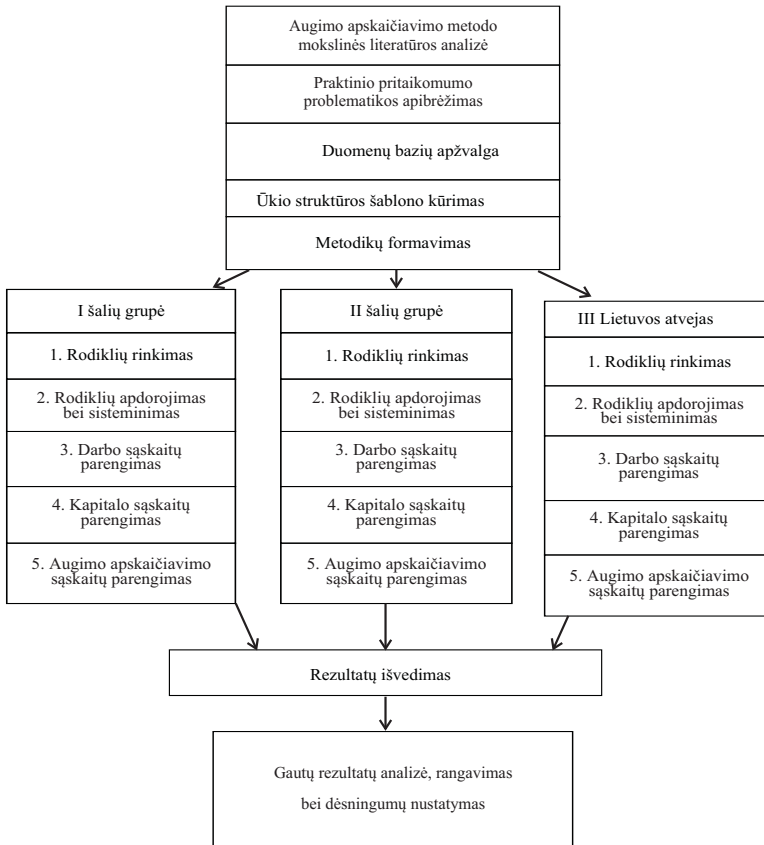 Augimo apskaičiavimo metodo
mokslinės literatūros analizė
Praktinio pritaikomumo
problematikos apibrėžimas
Duomenų bazių apžvalga
Ūkio struktūros šablono kūrimas
Metodikų formavimas
I šalių grupė
1. Rodiklių rinkimas
2. Rodiklių apdorojimas
bei sisteminimas
3. Darbo sąskaitų
parengimas
4. Kapitalo sąskaitų
parengimas
5. Augimo apskaičiavimo
sąskaitų parengimas
II šalių grupė
1. Rodiklių rinkimas
2. Rodiklių apdorojimas
bei sisteminimas
3. Darbo sąskaitų
parengimas
4. Kapitalo sąskaitų
parengimas
5. Augimo apskaičiavimo
sąskaitų parengimas
III Lietuvos atvejas
1. Rodiklių rinkimas
2. Rodiklių apdorojimas
bei sisteminimas
3. Darbo sąskaitų
parengimas
4. Kapitalo sąskaitų
parengimas
5. Augimo apskaičiavimo
sąskaitų parengimas
Rezultatų išvedimas
Gautų rezultatų analizė, rangavimas
bei dėsningumų nustatymas